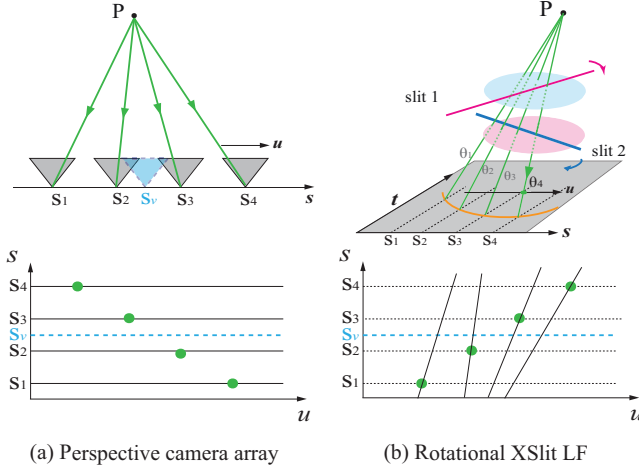 P
u
S1 S2 Sv S3 S4 s
S
S4
S3
Sv
S2
S1
u
(a) Perspective camera array
P
slit 1
slit 2
θ1 θ2 θ3 θ4
t
u
S1 S2 S3 S4 s
S
S4
S3
Sv
S2
S1
u
(b) Rotational XSlit LF